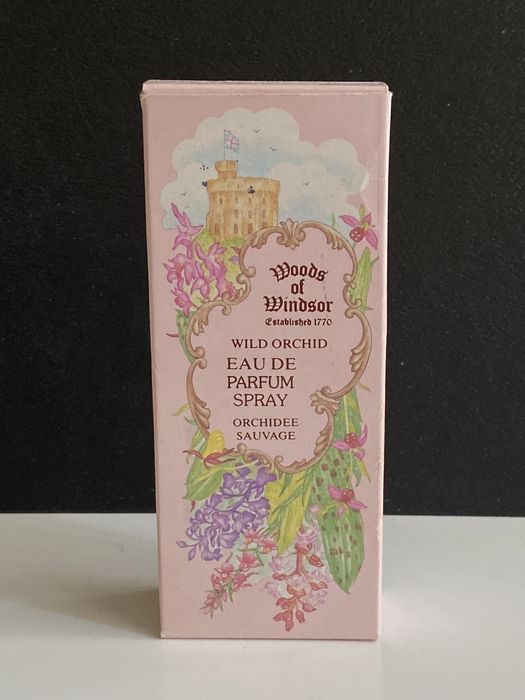 Woods
of
Windsor
Established 1770
WILD ORCHID
EAU DE
PARFUM
SPRAY
ORCHIDEE
SAUVAGE